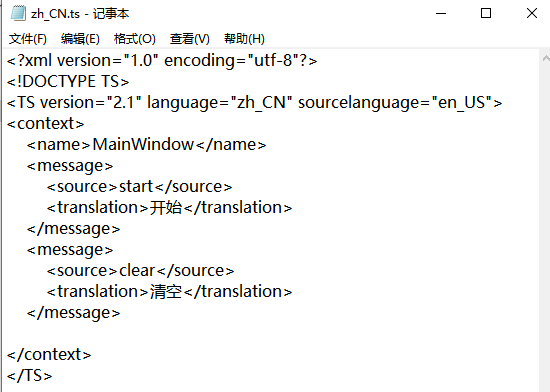 zh_CN.ts - 记事本
文件(F) 编辑(E) 格式(O) 查看(V) 帮助(H)
<?xml version="1.0" encoding="utf-8"?>
<!DOCTYPE TS>
<TS version="2.1" language="zh_CN" sourcelanguage="en_US">
<context>
    <name>MainWindow</name>
    <message>
        <source>start</source>
        <translation>开始</translation>
    </message>
    <message>
        <source>clear</source>
        <translation>清空</translation>
    </message>

</context>
</TS>